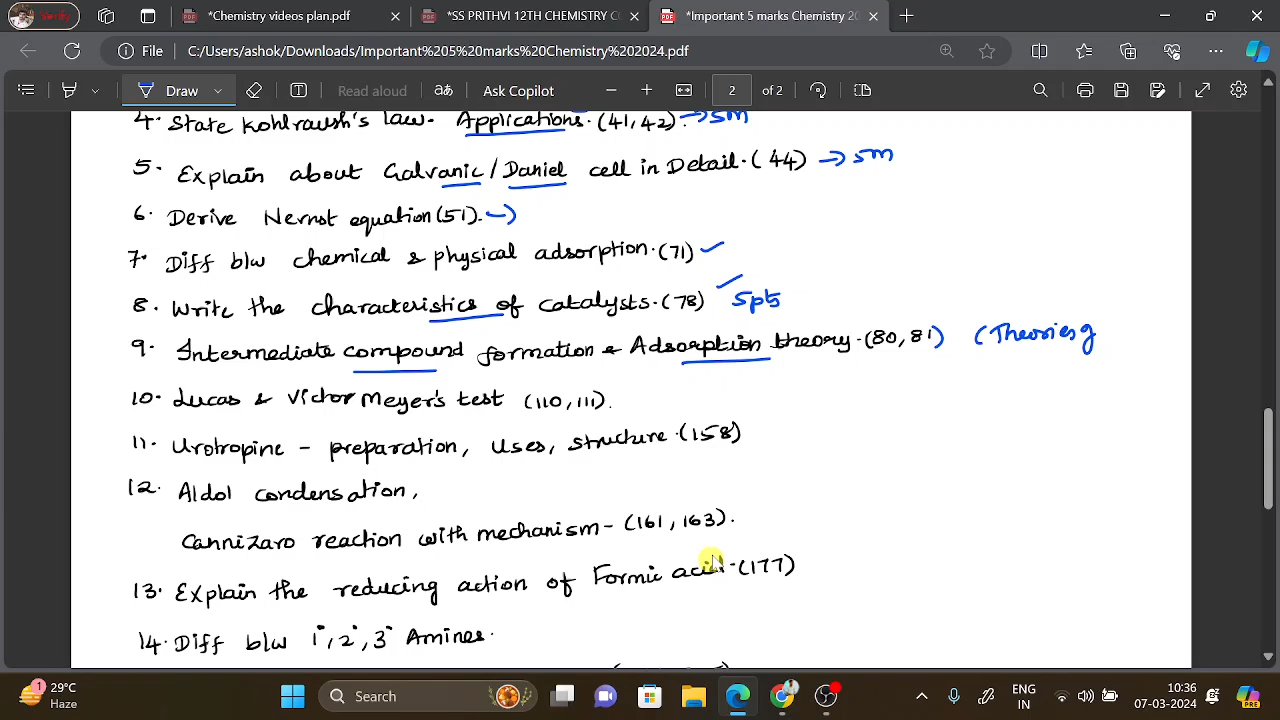 *Chemistry videos plan.pdf
*SS PRTHVI 12TH CHEMISTRY C
*Important 5 marks Chemistry 20
File C:/Users/ashok/Downloads/Important%205%20marks%20Chemistry%202024.pdf
Draw
Read aloud
Ask Copilot
2 of 2
4. State Kohlraush's law. Applications. (41, 42). → 5m
5. Explain about Galvanic / Daniel cell in Detail. (44) → 5m
6. Derive Nernst equation (51). →
7. Diff blw chemical & physical adsorption. (71) ✓
8. Write the characteristics of catalysts. (78) ✓ 5pts
9. Intermediate compound formation & Adsorption theory. (80, 81) (Theories
10. Lucas & Victor Meyer's test (110, 111).
11. Urotropine - preparation, Uses, structure. (158)
12. Aldol condensation,
Cannizaro reaction with mechanism - (161, 163).
13. Explain the reducing action of Formic acid. (177)
14. Diff blw 1°, 2°, 3° Amines.
1
29°C
Haze
Search
ENG
IN
10:36
07-03-2024
PRE